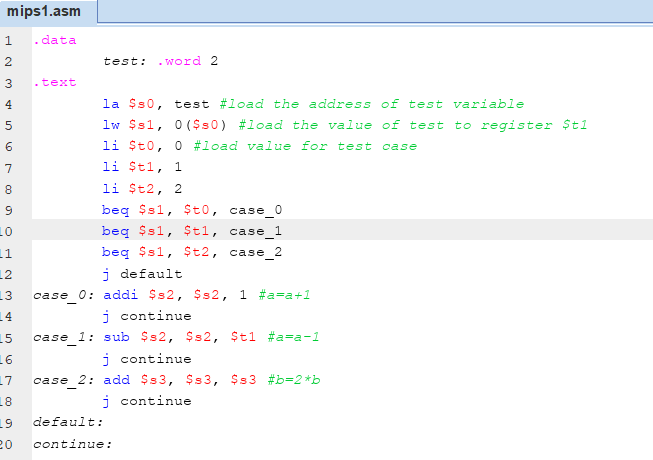 mips1.asm
1 .data
2 test: .word 2
3 .text
4 la $s0, test #load the address of test variable
5 lw $s1, 0($s0) #load the value of test to register $t1
6 li $t0, 0 #load value for test case
7 li $t1, 1
8 li $t2, 2
9 beq $s1, $t0, case_0
10 beq $s1, $t1, case_1
11 beq $s1, $t2, case_2
12 j default
13 case_0: addi $s2, $s2, 1 #a=a+1
14 j continue
15 case_1: sub $s2, $s2, $t1 #a=a-1
16 j continue
17 case_2: add $s3, $s3, $s3 #b=2*b
18 j continue
19 default:
20 continue: